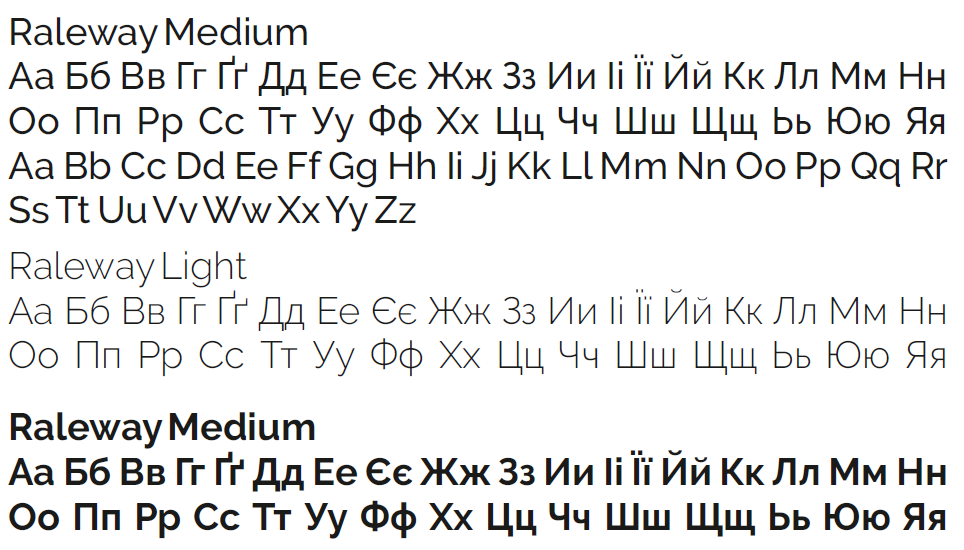 Raleway Medium
Аа Бб Вв Гг Ґґ Дд Ее Єє Жж Зз Ии Іі Її Йй Кк Лл Мм Нн
Оо Пп Рр Сс Тт Уу Фф Хх Цц Чч Шш Щщ Ьь Юю Яя
Aa Bb Cc Dd Ee Ff Gg Hh Ii Jj Kk Ll Mm Nn Oo Pp Qq Rr
Ss Tt Uu Vv Ww Xx Yy Zz
Raleway Light
Аа Бб Вв Гг Ґґ Дд Ее Єє Жж Зз Ии Іі Її Йй Кк Лл Мм Нн
Оо Пп Рр Сс Тт Уу Фф Хх Цц Чч Шш Щщ Ьь Юю Яя
Raleway Medium
Аа Бб Вв Гг Ґґ Дд Ее Єє Жж Зз Ии Іі Її Йй Кк Лл Мм Нн
Оо Пп Рр Сс Тт Уу Фф Хх Цц Чч Шш Щщ Ьь Юю Яя